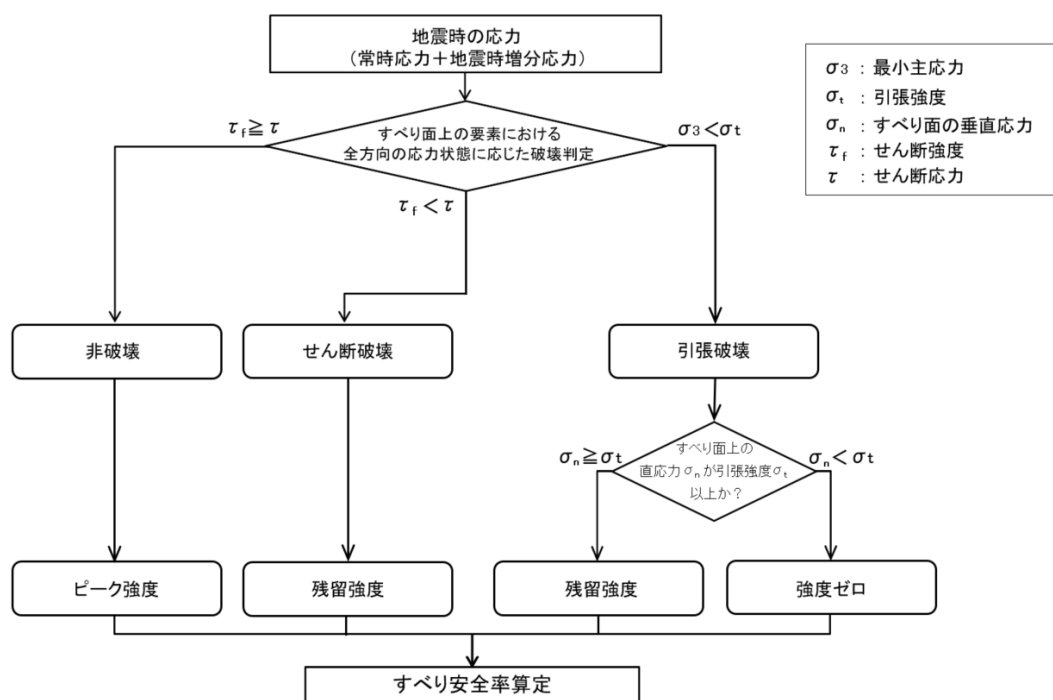 地震時の応力
（常時応力＋地震時増分応力）
σ3 : 最小主応力
σt : 引張強度
σn : すべり面の垂直応力
τf : せん断強度
τ : せん断応力
τf≧τ
すべり面上の要素における
全方向の応力状態に応じた破壊判定
σ3＜σt
τf＜τ
非破壊
せん断破壊
引張破壊
σn≧σt
すべり面上の
直応力σnが引張強度σt
以上か？
σn＜σt
ピーク強度
残留強度
残留強度
強度ゼロ
すべり安全率算定